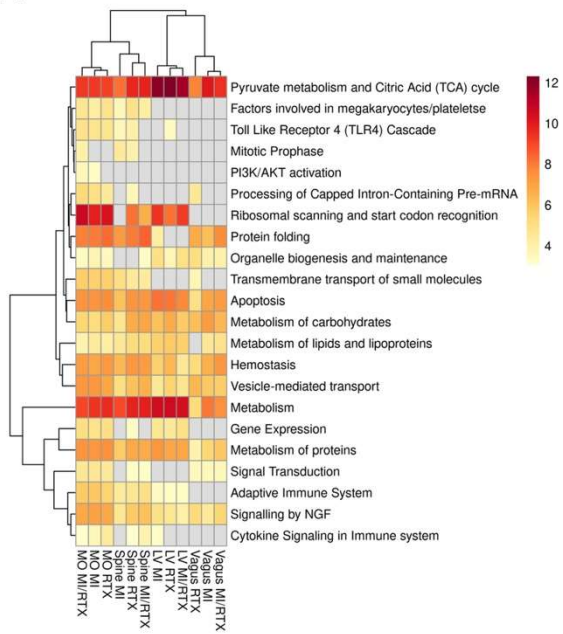 Pyruvate metabolism and Citric Acid (TCA) cycle
Factors involved in megakaryocytes/plateletse
Toll Like Receptor 4 (TLR4) Cascade
Mitotic Prophase
PI3K/AKT activation
Processing of Capped Intron-Containing Pre-mRNA
Ribosomal scanning and start codon recognition
Protein folding
Organelle biogenesis and maintenance
Transmembrane transport of small molecules
Apoptosis
Metabolism of carbohydrates
Metabolism of lipids and lipoproteins
Hemostasis
Vesicle-mediated transport
Metabolism
Gene Expression
Metabolism of proteins
Signal Transduction
Adaptive Immune System
Signalling by NGF
Cytokine Signaling in Immune system
12
10
8
6
4
MO MI/RTX
MO MI
MO RTX
Spine MI
Spine RTX
Spine MI/RTX
LV MI
LV RTX
LV MI/RTX
Vagus RTX
Vagus MI
Vagus MI/RTX